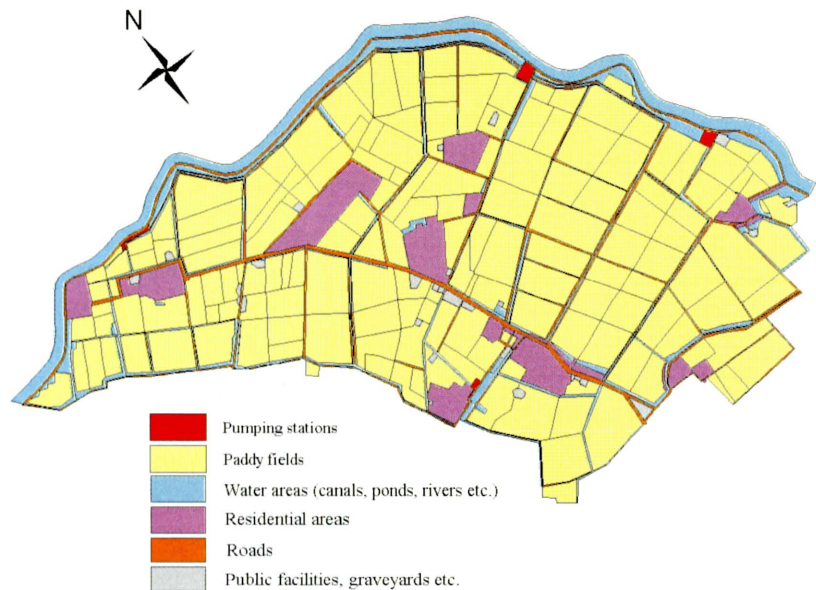 N
Pumping stations
Paddy fields
Water areas (canals, ponds, rivers etc.)
Residential areas
Roads
Public facilities, graveyards etc.